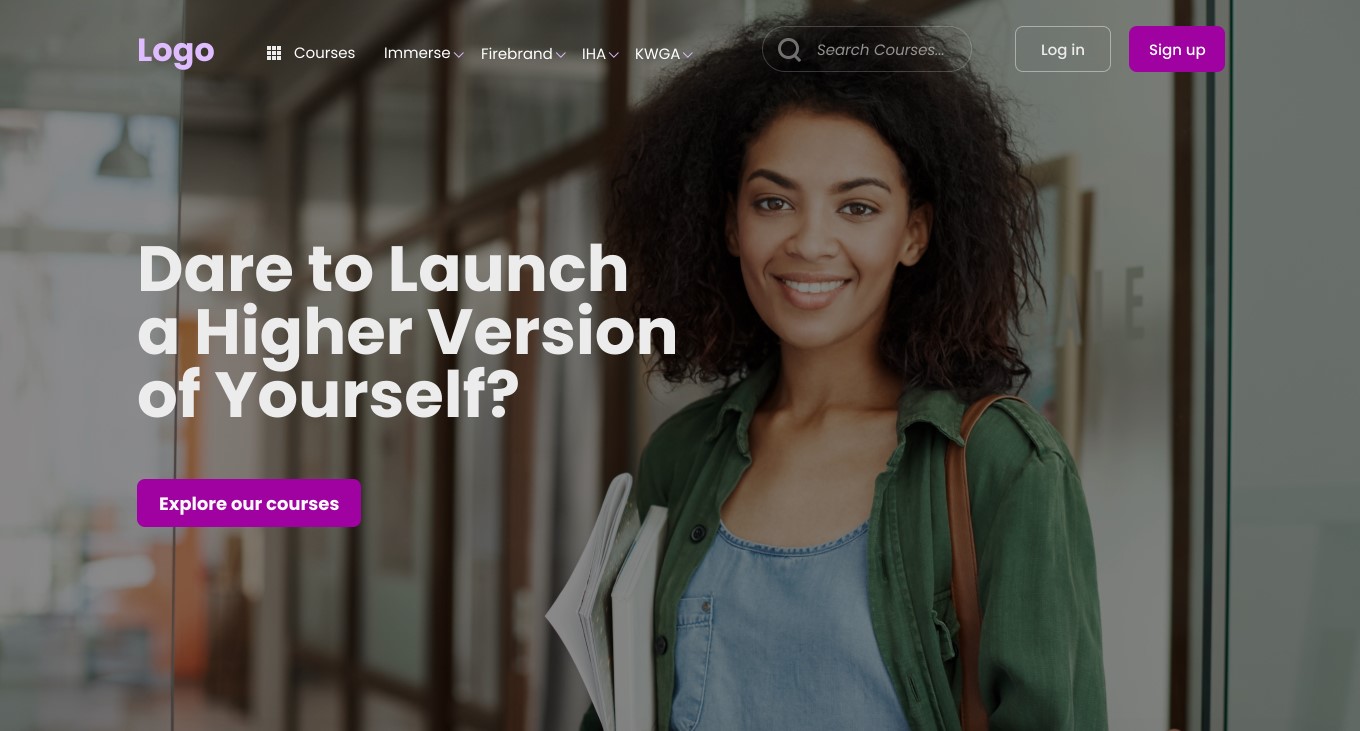 Logo
Courses Immerse Firebrand IHA KWGA
Search Courses...
Log in
Sign up
Dare to Launch
a Higher Version
of Yourself?
Explore our courses